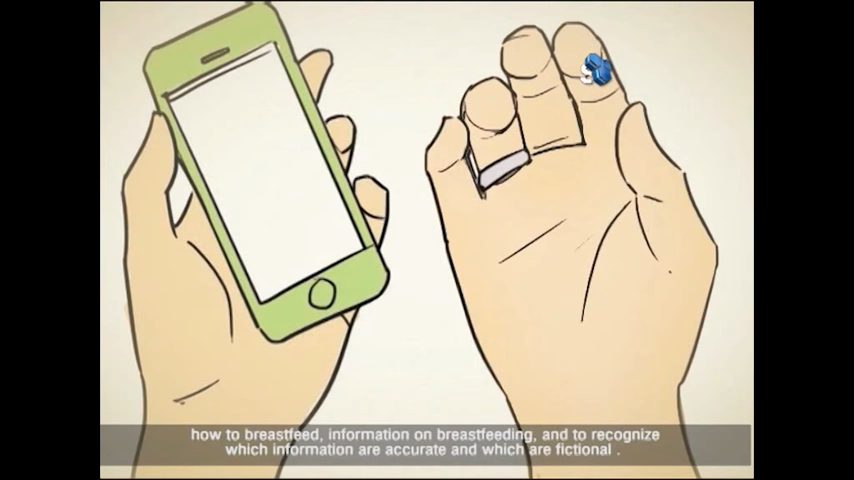 how to breastfeed, information on breastfeeding, and to recognize
which information are accurate and which are fictional .